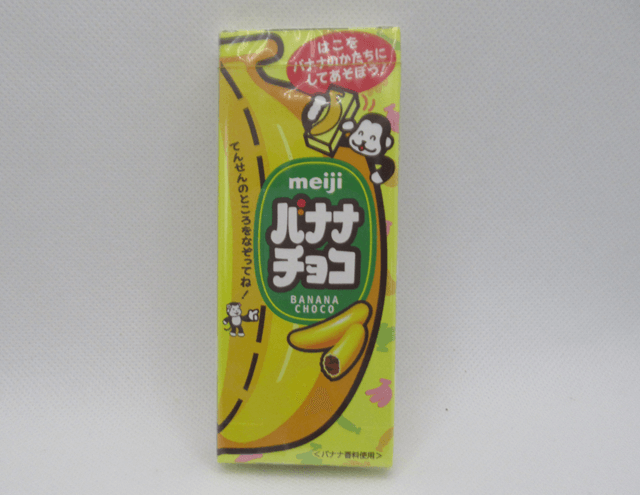 はこを
バナナのかたちに
してあそぼう!
てんせんのところをなぞってね!
meiji
バナナ
チョコ
BANANA
CHOCO
<バナナ香料使用>